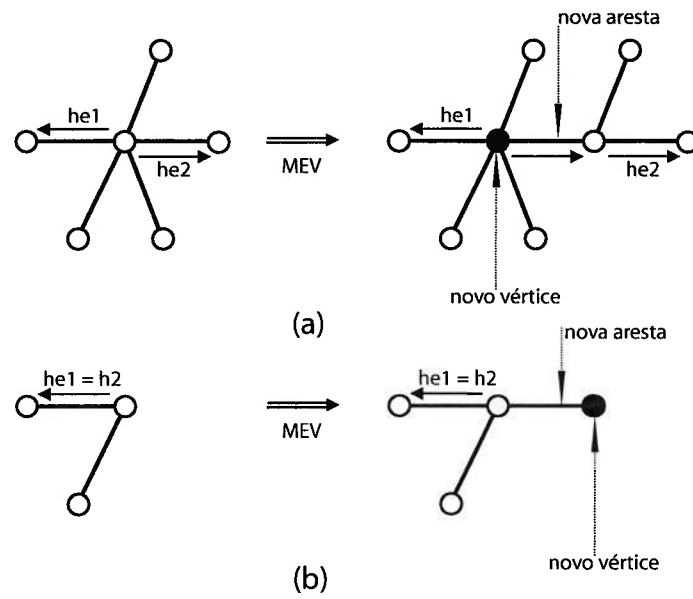 nova aresta
he1
he1
he2
he2
MEV
novo vértice
(a)
nova aresta
he1 = h2
he1 = h2
MEV
novo vértice
(b)